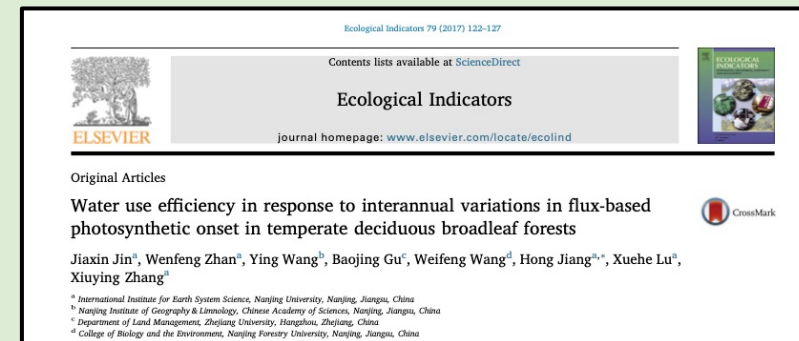 Ecological Indicators 79 (2017) 122–127
Contents lists available at ScienceDirect
Ecological Indicators
journal homepage: www.elsevier.com/locate/ecolind
ELSEVIER
ECOLOGICAL
INDICATORS
Original Articles
Water use efficiency in response to interannual variations in flux-based
photosynthetic onset in temperate deciduous broadleaf forests
CrossMark
Jiaxin Jinᵃ, Wenfeng Zhanᵃ, Ying Wangᵇ, Baojing Guᶜ, Weifeng Wangᵈ, Hong Jiangᵃ,*, Xuehe Luᵃ,
Xiuying Zhangᵃ
ᵃ International Institute for Earth System Science, Nanjing University, Nanjing, Jiangsu, China
ᵇ Nanjing Institute of Geography & Limnology, Chinese Academy of Sciences, Nanjing, Jiangsu, China
ᶜ Department of Land Management, Zhejiang University, Hangzhou, Zhejiang, China
ᵈ College of Biology and the Environment, Nanjing Forestry University, Nanjing, Jiangsu, China